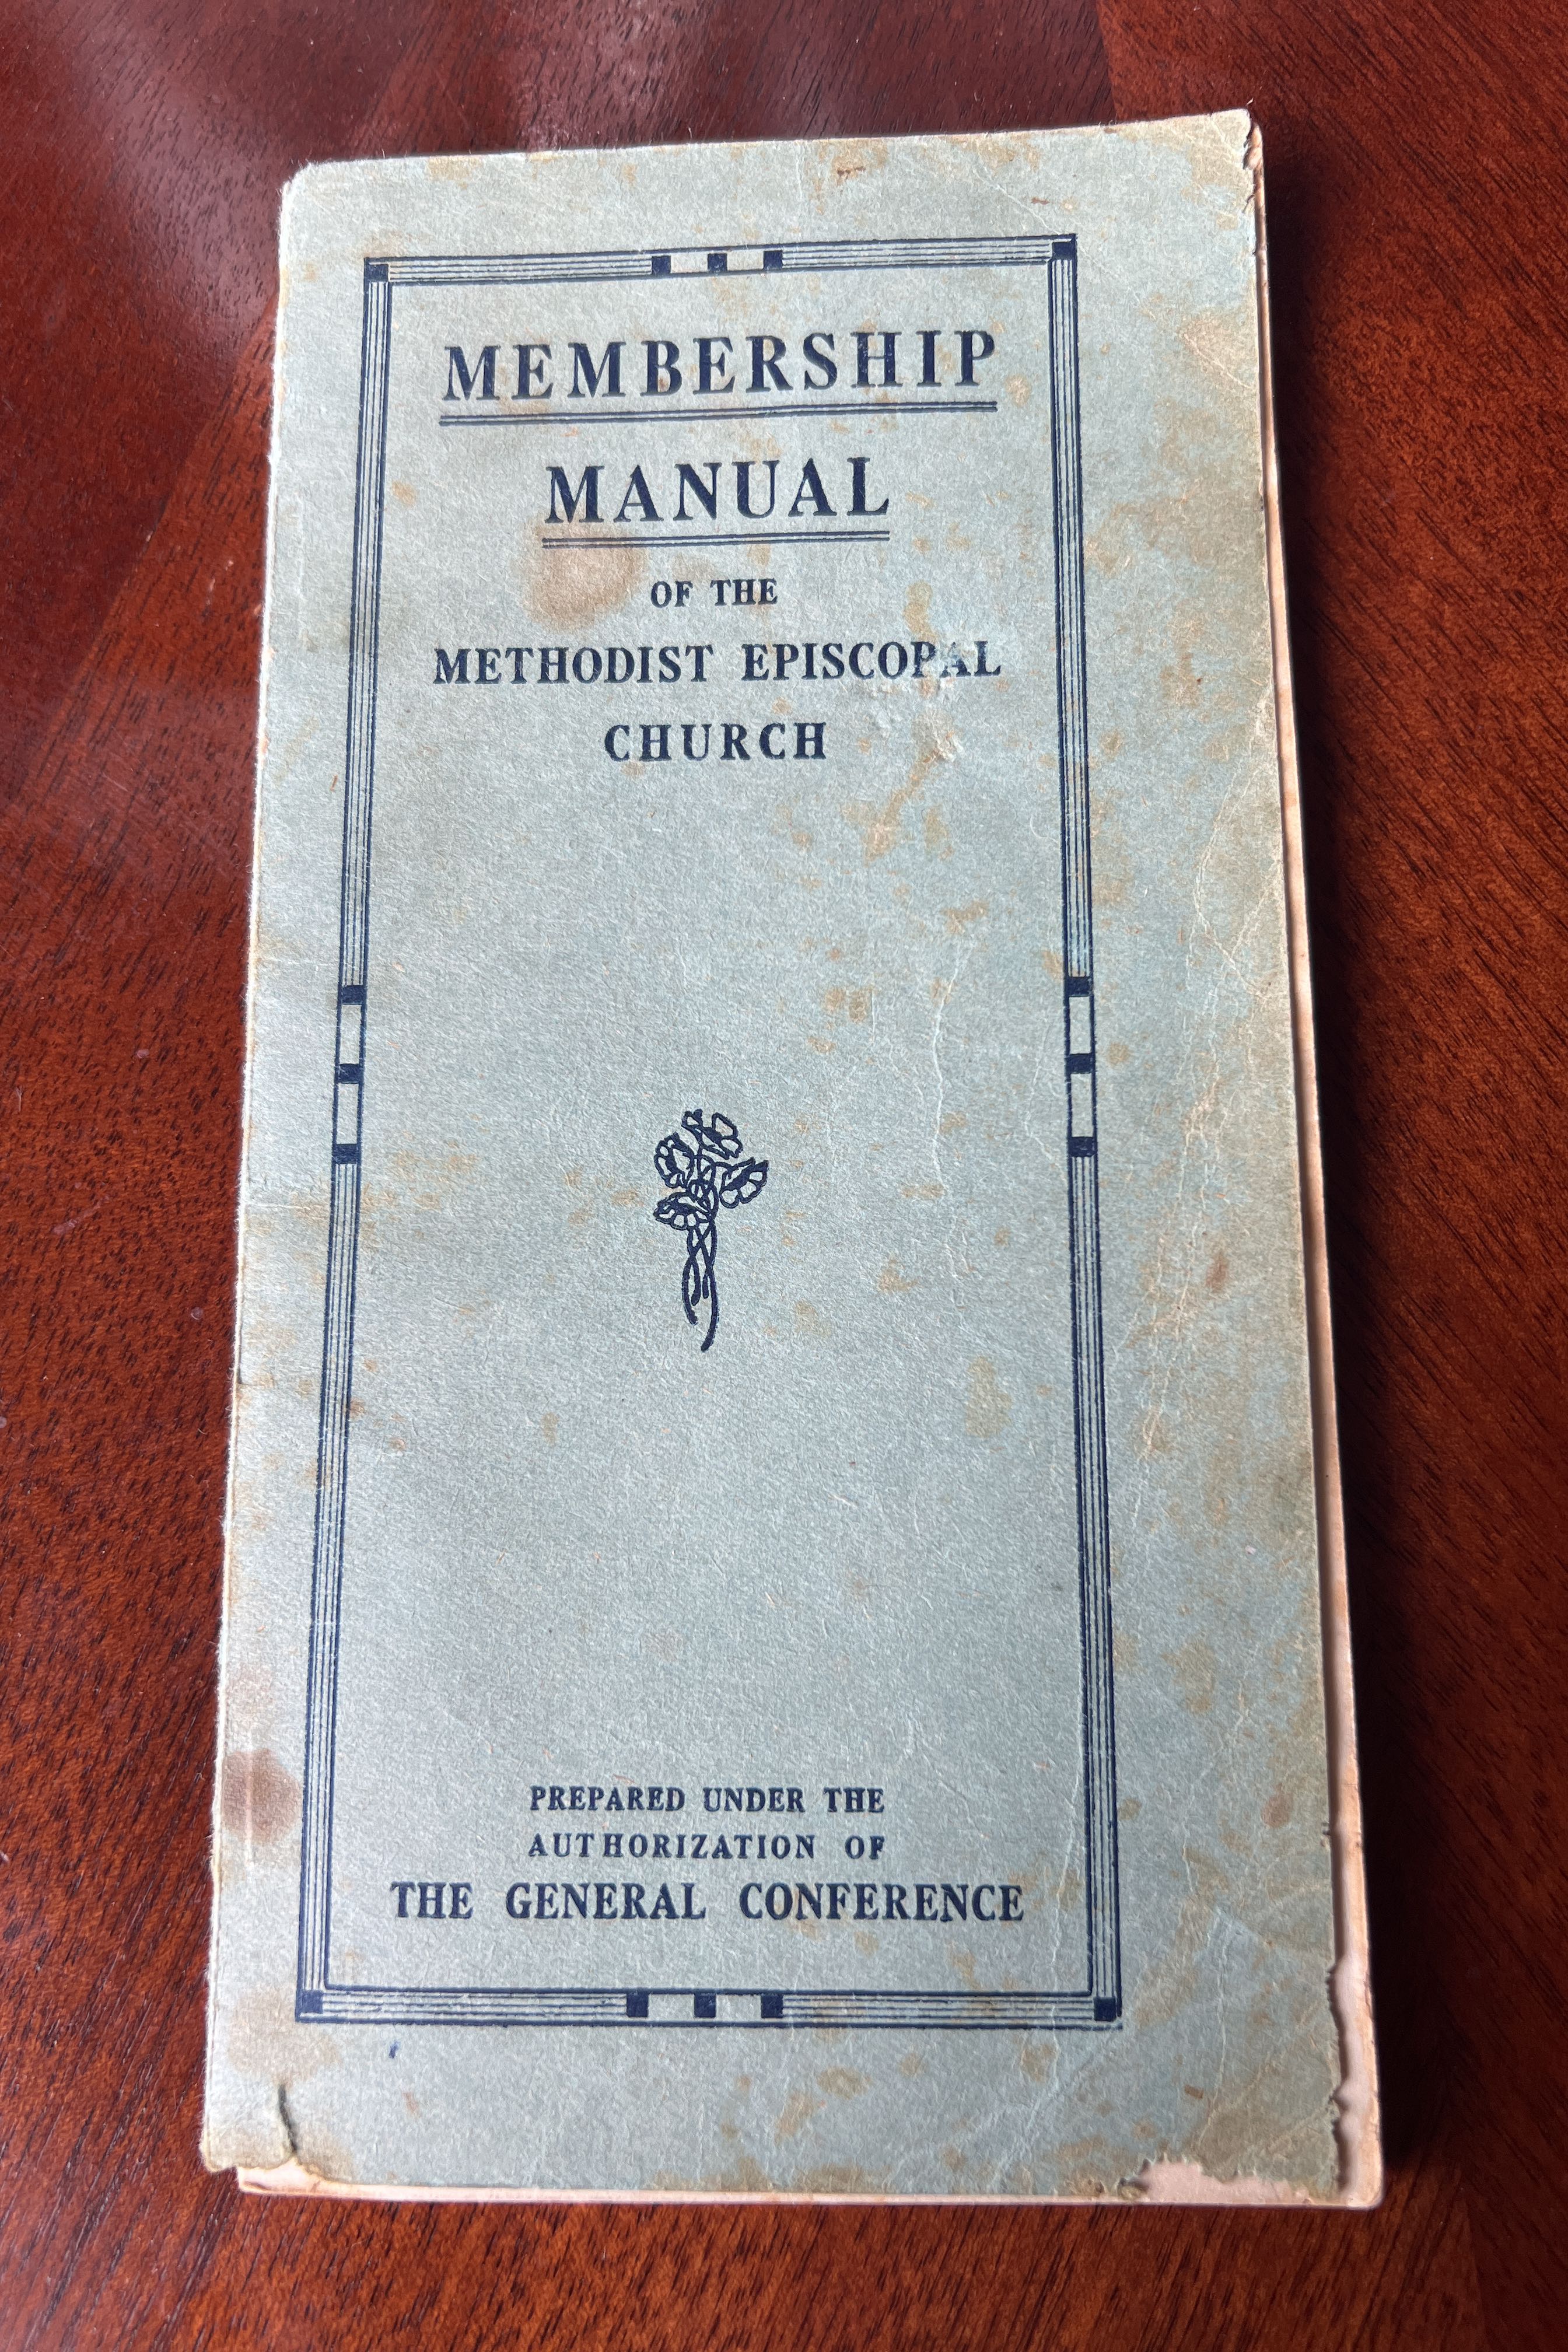 MEMBERSHIP
MANUAL
OF THE
METHODIST EPISCOPAL
CHURCH
PREPARED UNDER THE
AUTHORIZATION OF
THE GENERAL CONFERENCE